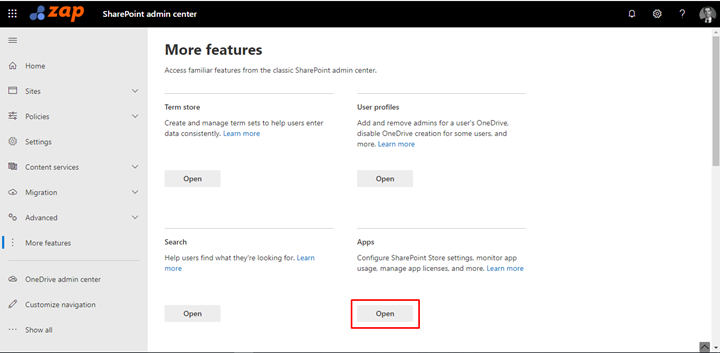 zap
SharePoint admin center
?
Home
Sites
Policies
Settings
Content services
Migration
Advanced
More features
OneDrive admin center
Customize navigation
Show all
More features
Access familiar features from the classic SharePoint admin center.
Term store
Create and manage term sets to help users enter
data consistently. Learn more
Open
User profiles
Add and remove admins for a user's OneDrive,
disable OneDrive creation for some users, and
more. Learn more
Open
Search
Help users find what they're looking for. Learn
more
Open
Apps
Configure SharePoint Store settings, monitor app
usage, manage app licenses, and more. Learn more
Open